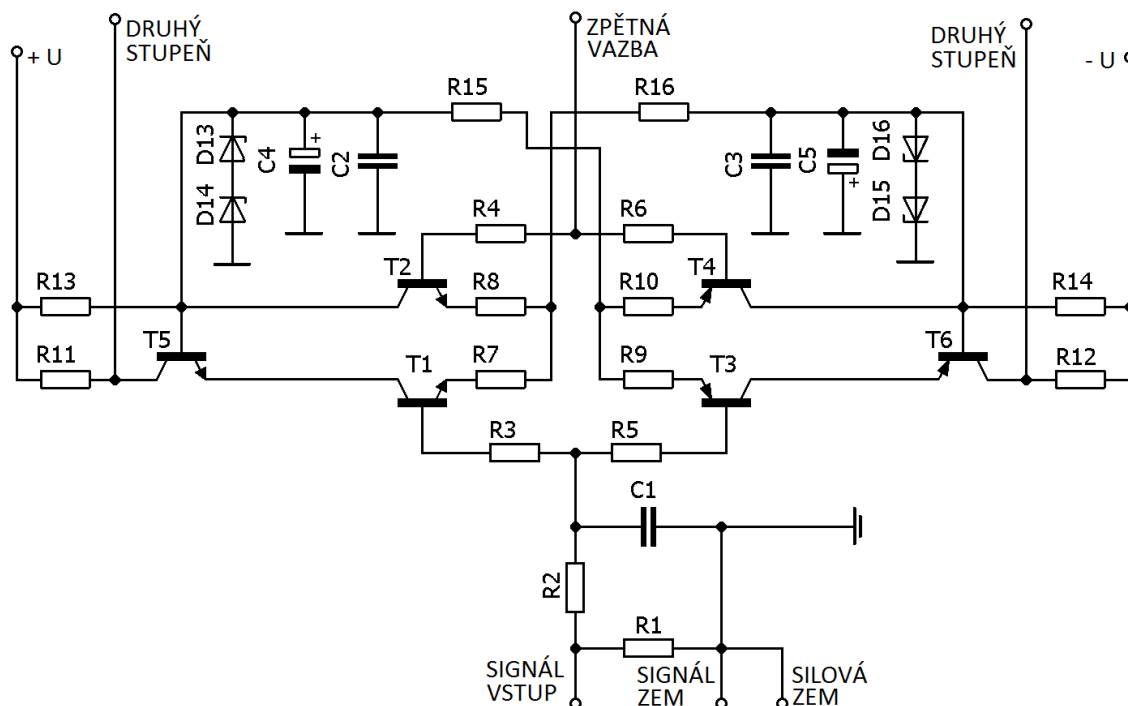 DRUHÝ
STUPEŇ
ZPĚTNÁ
VAZBA
DRUHÝ
STUPEŇ
+ U
- U
R15
R16
D13
D14
C4
+
C2
C3
C5
+
D16
D15
R4
R6
R13
T2
R8
R10
T4
R14
R11
T5
T1
R7
R9
T3
T6
R12
R3
R5
C1
R2
R1
SIGNÁL
VSTUP
SIGNÁL
ZEM
SILOVÁ
ZEM